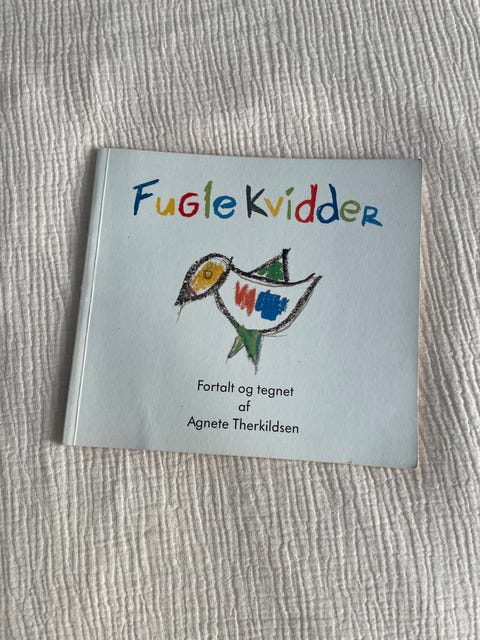 Fugle Kvidder
Fortalt og tegnet
af
Agnete Therkildsen